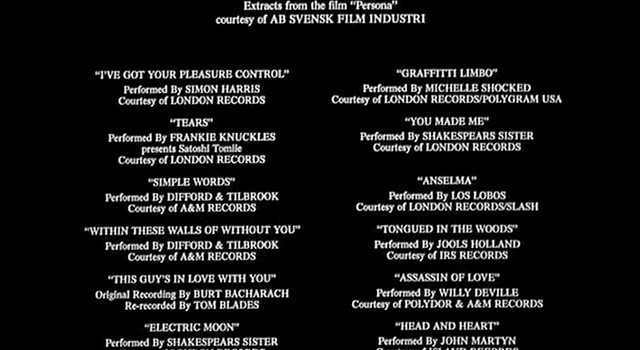 Extracts from the film "Persona"
courtesy of AB SVENSK FILM INDUSTRI
"I'VE GOT YOUR PLEASURE CONTROL"
Performed By SIMON HARRIS
Courtesy of LONDON RECORDS
"TEARS"
Performed By FRANKIE KNUCKLES
presents Satoshi Tomiie
Courtesy of LONDON RECORDS
"SIMPLE WORDS"
Performed By DIFFORD & TILBROOK
Courtesy of A&M RECORDS
"WITHIN THESE WALLS OF WITHOUT YOU"
Performed By DIFFORD & TILBROOK
Courtesy of A&M RECORDS
"THIS GUY'S IN LOVE WITH YOU"
Original Recording By BURT BACHARACH
Re-recorded By TOM BLADES
"ELECTRIC MOON"
Performed By SHAKESPEARS SISTER
"GRAFFITTI LIMBO"
Performed By MICHELLE SHOCKED
Courtesy of LONDON RECORDS/POLYGRAM USA
"YOU MADE ME"
Performed By SHAKESPEARS SISTER
Courtesy of LONDON RECORDS
"ANSELMA"
Performed By LOS LOBOS
Courtesy of LONDON RECORDS/SLASH
"TONGUED IN THE WOODS"
Performed By JOOLS HOLLAND
Courtesy of IRS RECORDS
"ASSASSIN OF LOVE"
Performed By WILLY DEVILLE
Courtesy of POLYDOR & A&M RECORDS
"HEAD AND HEART"
Performed By JOHN MARTYN